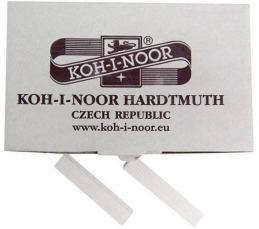 ®
KOH-I-NOOR
KOH-I-NOOR HARDTMUTH
CZECH REPUBLIC
www.koh-i-noor.eu